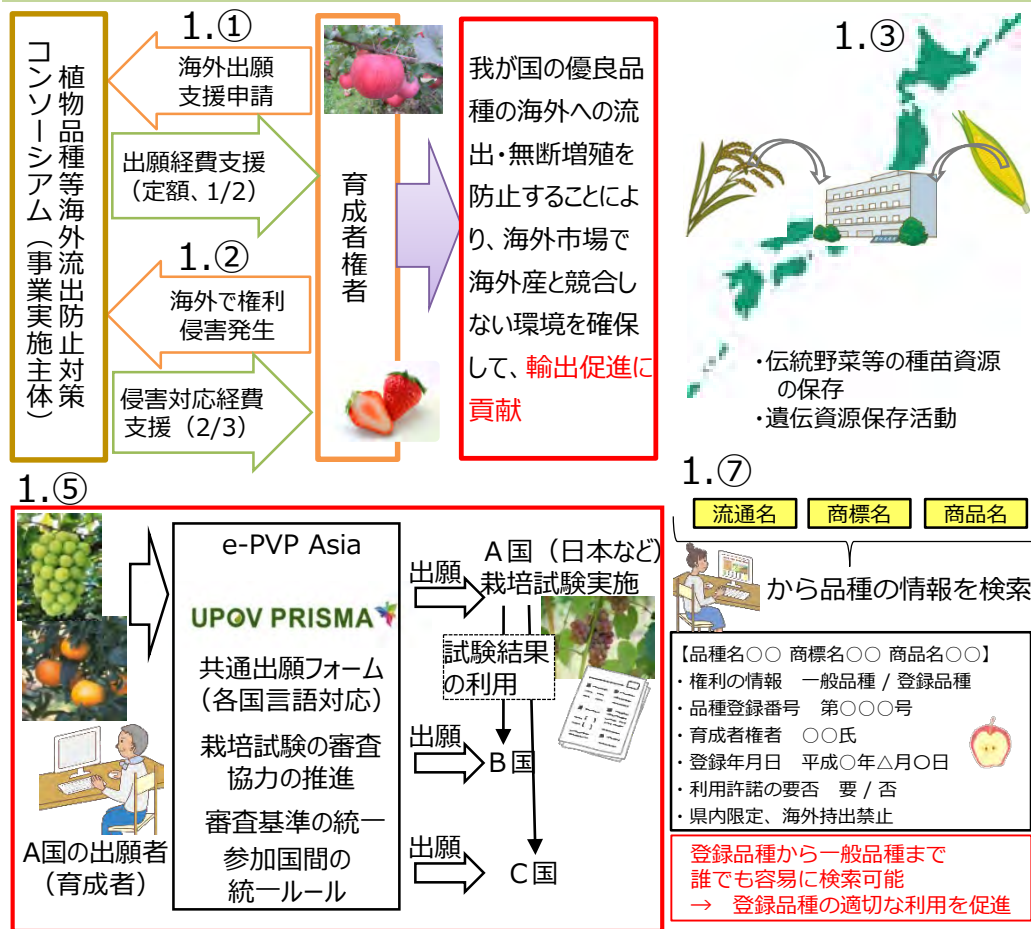 1.①
植物品種等海外流出防止対策
コンソーシアム（事業実施主体）
海外出願
支援申請
出願経費支援
（定額、1/2）
1.②
海外で権利
侵害発生
侵害対応経費
支援（2/3）
育成者権者
我が国の優良品
種の海外への流
出・無断増殖を
防止することによ
り、海外市場で
海外産と競合し
ない環境を確保
して、輸出促進に
貢献
1.③
・伝統野菜等の種苗資源
の保存
・遺伝資源保存活動
1.⑤
A国の出願者
（育成者）
e-PVP Asia
UPOV PRISMA
共通出願フォーム
（各国言語対応）
栽培試験の審査
協力の推進
審査基準の統一
参加国間の
統一ルール
出願
A国（日本など）
栽培試験実施
試験結果
の利用
出願
B国
出願
C国
1.⑦
流通名 商標名 商品名
から品種の情報を検索
【品種名○○ 商標名○○ 商品名○○】
・権利の情報　一般品種 / 登録品種
・品種登録番号　第○○○号
・育成者権者　○○氏
・登録年月日　平成○年△月〇日
・利用許諾の要否　要 / 否
・県内限定、海外持出禁止
登録品種から一般品種まで
誰でも容易に検索可能
→　登録品種の適切な利用を促進